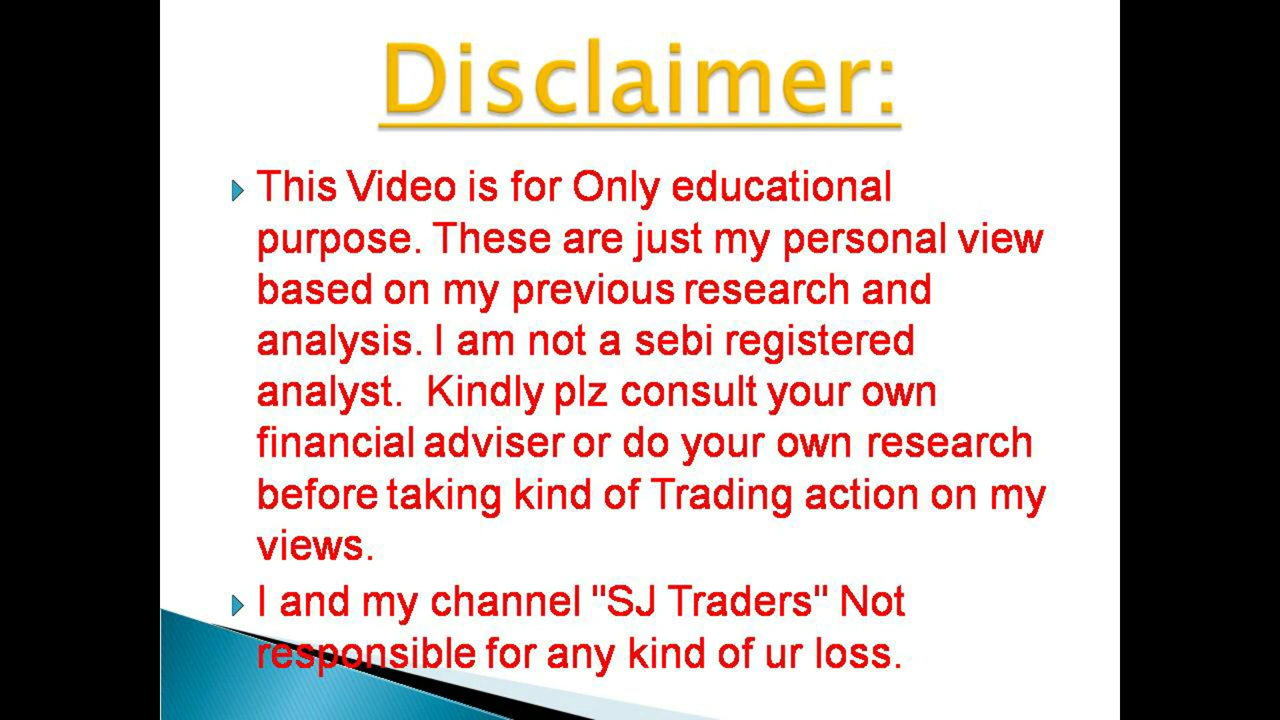 Disclaimer:
This Video is for Only educational
purpose. These are just my personal view
based on my previous research and
analysis. I am not a sebi registered
analyst.  Kindly plz consult your own
financial adviser or do your own research
before taking kind of Trading action on my
views.
I and my channel "SJ Traders" Not
responsible for any kind of ur loss.